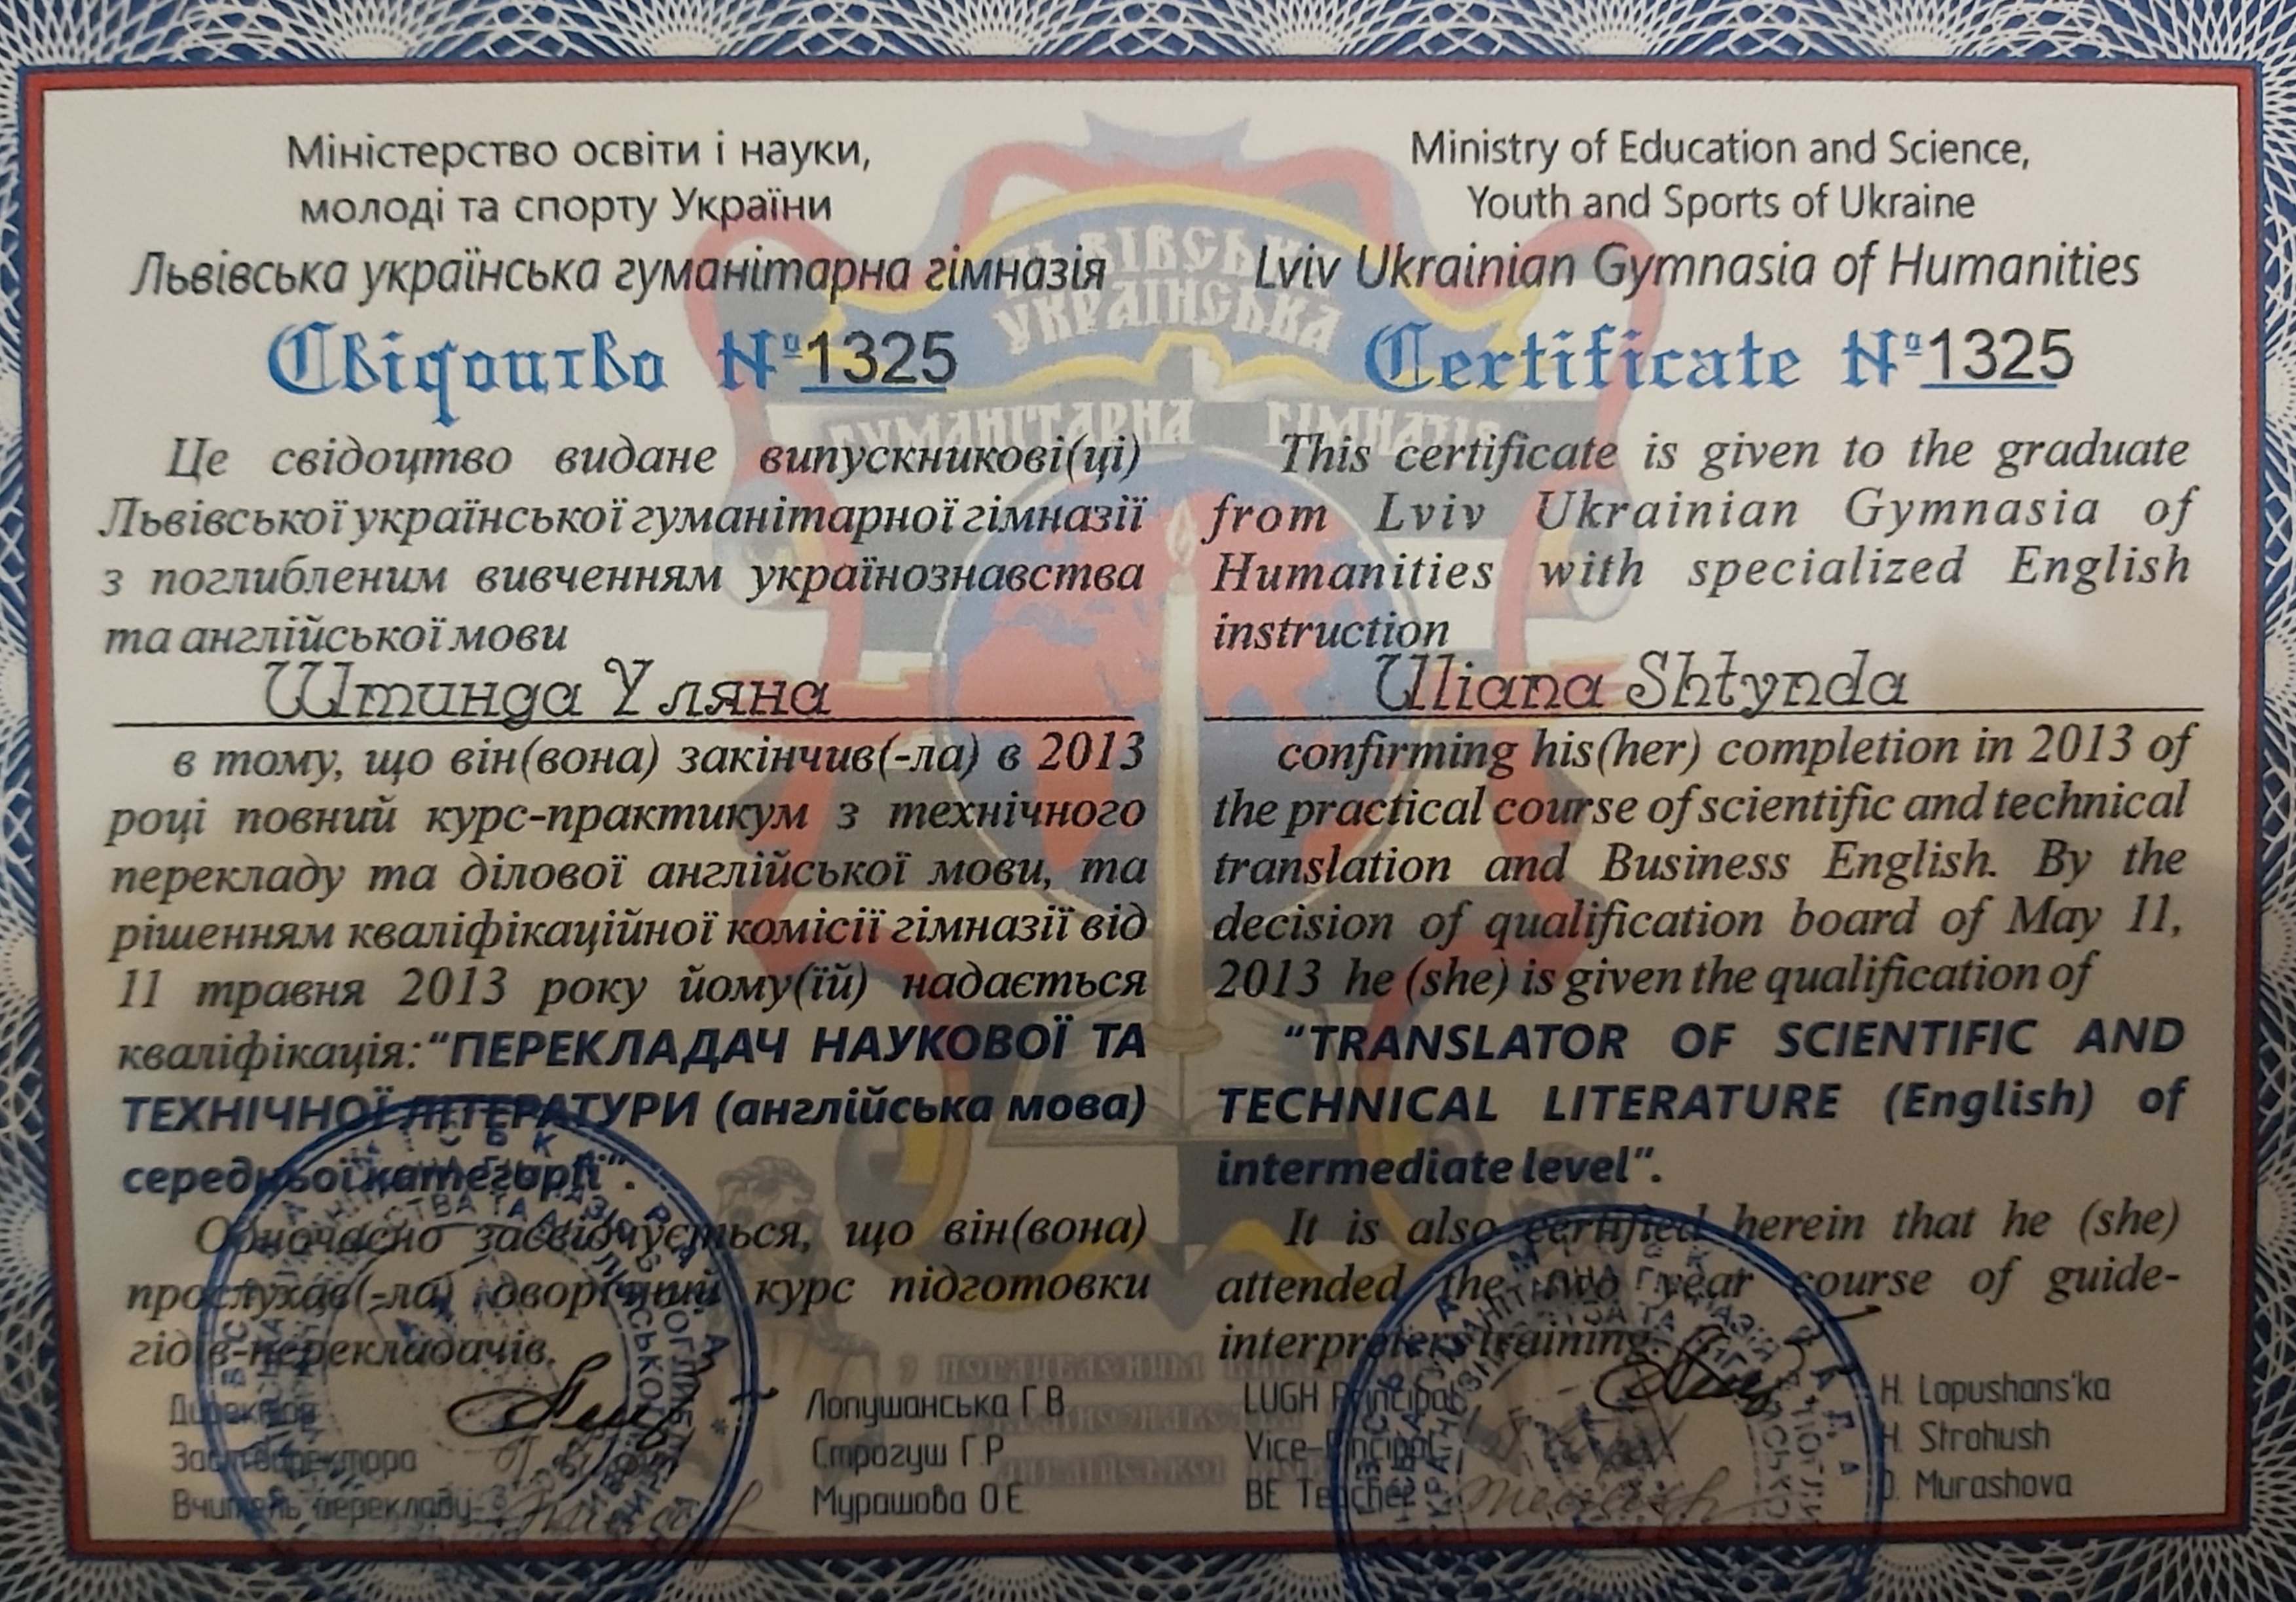 Міністерство освіти і науки,
молоді та спорту України
Львівська українська гуманітарна гімназія
Свідоцтво №1325
Це свідоцтво видане випускникові(ці)
Львівської української гуманітарної гімназії
з поглибленим вивченням українознавства
та англійської мови
Штинда Уляна
в тому, що він(вона) закінчив(-ла) в 2013
році повний курс-практикум з технічного
перекладу та ділової англійської мови, та
рішенням кваліфікаційної комісії гімназії від
11 травня 2013 року йому(їй) надається
кваліфікація: "ПЕРЕКЛАДАЧ НАУКОВОЇ ТА
ТЕХНІЧНОЇ ЛІТЕРАТУРИ (англійська мова)
середньої категорії".
Одночасно засвідчується, що він(вона)
прослухав(-ла) дворічний курс підготовки
гідів-перекладачів.
Директор Лопушанська Г.В.
Заст.директора Строгуш Г.Р.
Вчитель перекладу Мурашова О.Е.
Ministry of Education and Science,
Youth and Sports of Ukraine
Lviv Ukrainian Gymnasia of Humanities
Certificate №1325
This certificate is given to the graduate
from Lviv Ukrainian Gymnasia of
Humanities with specialized English
instruction
Uliana Shtynda
confirming his(her) completion in 2013 of
the practical course of scientific and technical
translation and Business English. By the
decision of qualification board of May 11,
2013 he (she) is given the qualification of
"TRANSLATOR OF SCIENTIFIC AND
TECHNICAL LITERATURE (English) of
intermediate level".
It is also certified herein that he (she)
attended the two year course of guide-
interpreters training.
LUGH Principal H. Lopushans'ka
Vice-Principal H. Strohush
BE Teacher O. Murashova
ЛЬВІВСЬКА
УКРАЇНСЬКА
ГУМАНІТАРНА ГІМНАЗІЯ